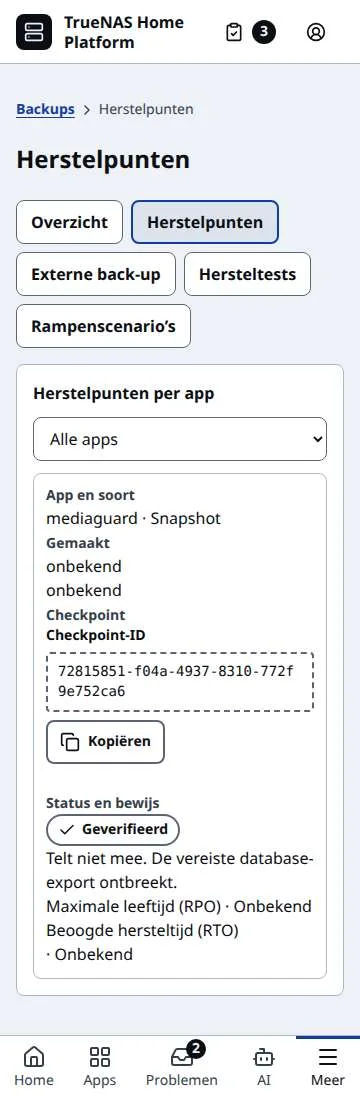 TrueNAS Home
Platform
3
Backups > Herstelpunten
Herstelpunten
Overzicht
Herstelpunten
Externe back-up
Hersteltests
Rampenscenario’s
Herstelpunten per app
Alle apps
App en soort
mediaguard · Snapshot
Gemaakt
onbekend
onbekend
Checkpoint
Checkpoint-ID
72815851-f04a-4937-8310-772f
9e752ca6
Kopiëren
Status en bewijs
Geverifieerd
Telt niet mee. De vereiste database-
export ontbreekt.
Maximale leeftijd (RPO) · Onbekend
Beoogde hersteltijd (RTO)
· Onbekend
2
Home
Apps
Problemen
AI
Meer